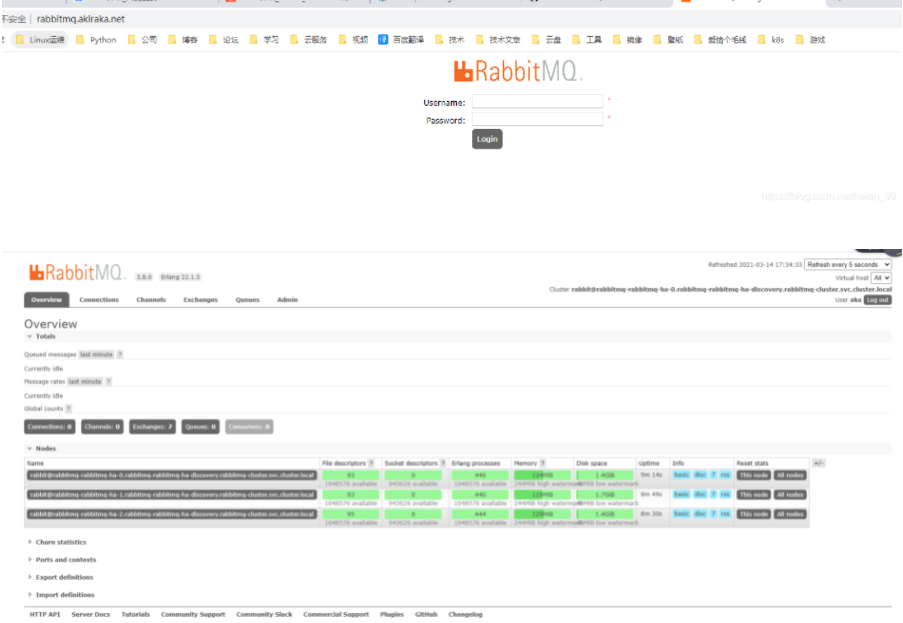 不安全 rabbitmq.akiraka.net
Linux运维 Python 公司 博客 论坛 学习 云服务 视频 百度翻译 技术 技术文章 云盘 工具 镜像 壁纸 k8s 游戏
RabbitMQ
Username: *
Password: *
Login
https://blog.csdn.net/heian_99
RabbitMQ 3.8.0 Erlang 22.1.5
Refreshed 2021-03-14 17:34:33 Refresh every 5 seconds
Virtual host All
Cluster rabbit@rabbitmq-rabbitmq-ha-0.rabbitmq-rabbitmq-ha-discovery.rabbitmq-cluster.svc.cluster.local
User aka Log out
Overview Connections Channels Exchanges Queues Admin
Overview
Totals
Queued messages last minute ?
Currently idle
Message rates last minute ?
Currently idle
Global counts ?
Connections: 0 Channels: 0 Exchanges: 7 Queues: 0 Consumers: 0
Nodes
Name File descriptors ? Socket descriptors ? Erlang processes Memory ? Disk space Uptime Info Reset stats +/-
rabbit@rabbitmq-rabbitmq-ha-0.rabbitmq-rabbitmq-ha-discovery.rabbitmq-cluster.svc.cluster.local 93 0 440 1.4GiB 9m 14s basic disc 7 rss This node All nodes
1048576 available 943626 available 1048576 available 244MiB high watermark 48MiB low watermark
rabbit@rabbitmq-rabbitmq-ha-1.rabbitmq-rabbitmq-ha-discovery.rabbitmq-cluster.svc.cluster.local 93 0 440 1.7GiB 8m 49s basic disc 7 rss This node All nodes
1048576 available 943626 available 1048576 available 244MiB high watermark 48MiB low watermark
rabbit@rabbitmq-rabbitmq-ha-2.rabbitmq-rabbitmq-ha-discovery.rabbitmq-cluster.svc.cluster.local 95 0 444 1.4GiB 8m 30s basic disc 7 rss This node All nodes
1048576 available 943626 available 1048576 available 244MiB high watermark 48MiB low watermark
Churn statistics
Ports and contexts
Export definitions
Import definitions
HTTP API Server Docs Tutorials Community Support Community Slack Commercial Support Plugins GitHub Changelog